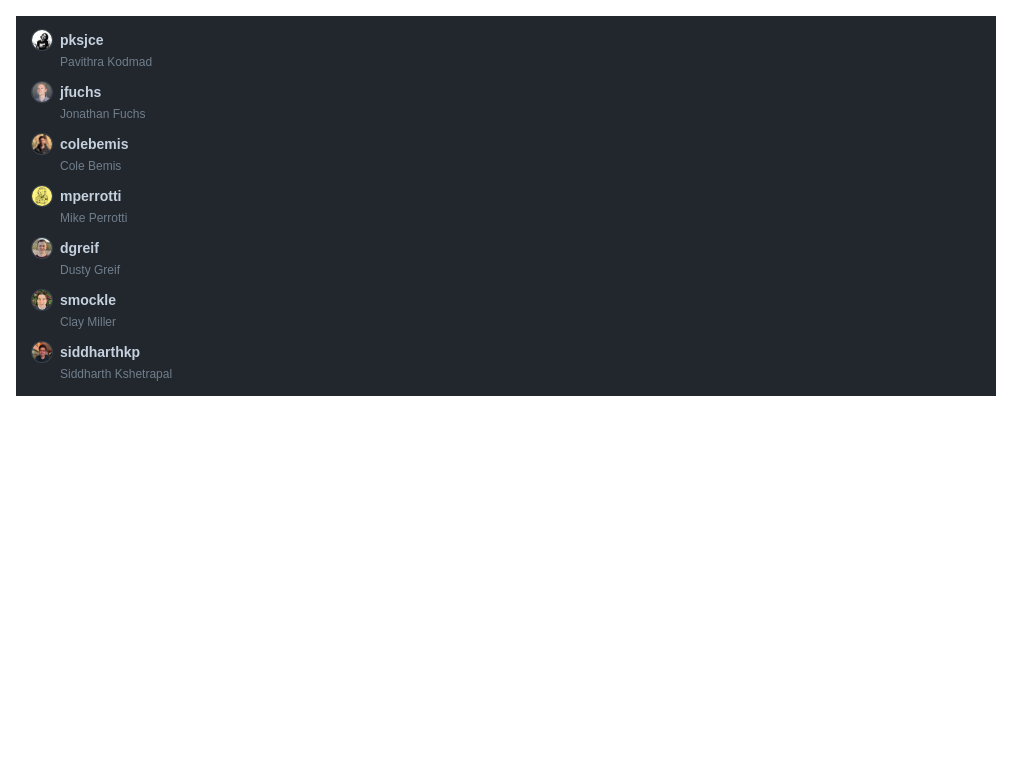 pksjce
Pavithra Kodmad
jfuchs
Jonathan Fuchs
colebemis
Cole Bemis
mperrotti
Mike Perrotti
dgreif
Dusty Greif
smockle
Clay Miller
siddharthkp
Siddharth Kshetrapal